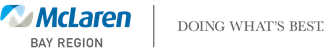 McLaren
BAY REGION
DOING WHAT'S BEST.